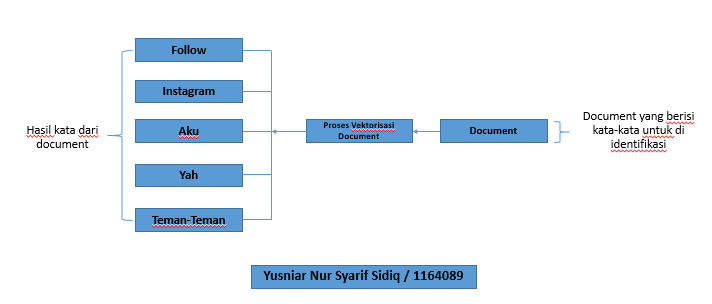 Hasil kata dari
document
Follow
Instagram
Aku
Yah
Teman-Teman
Proses Vektorisasi
Document
Document
Document yang berisi
kata-kata untuk di
identifikasi
Yusniar Nur Syarif Sidiq / 1164089